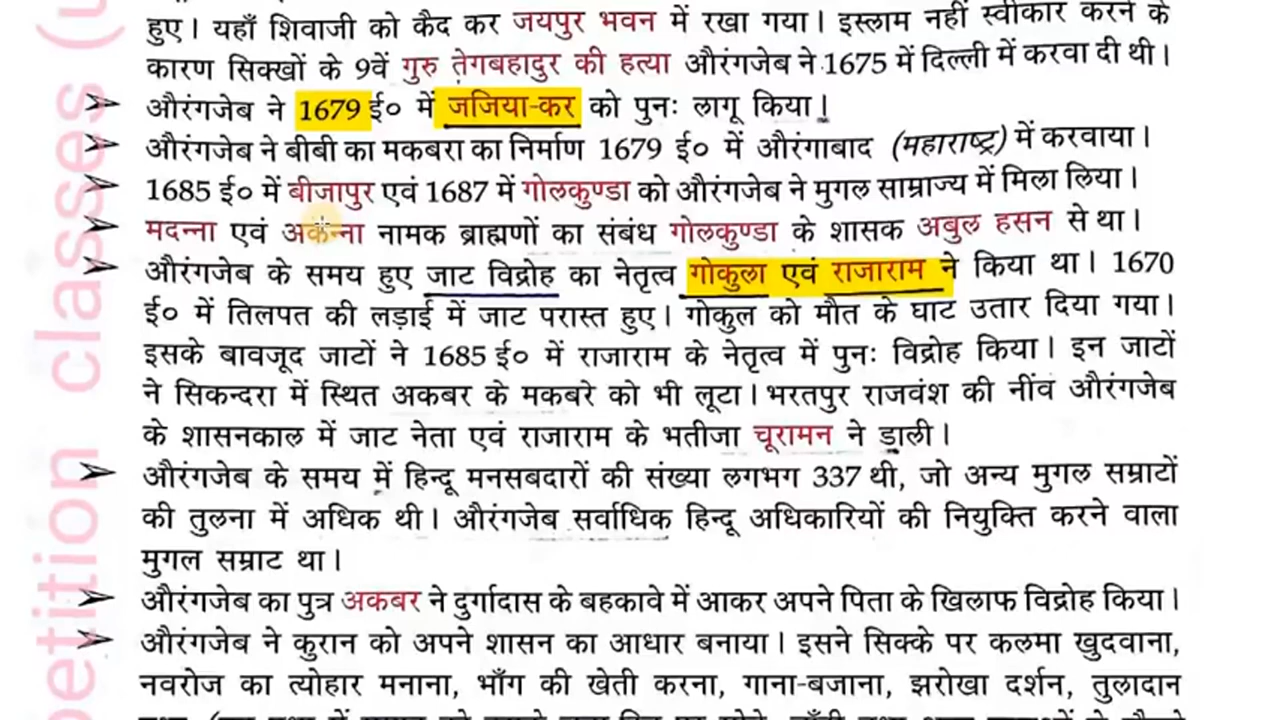 हुए। यहाँ शिवाजी को कैद कर जयपुर भवन में रखा गया। इस्लाम नहीं स्वीकार करने के
कारण सिक्खों के 9वें गुरु तेगबहादुर की हत्या औरंगजेब ने 1675 में दिल्ली में करवा दी थी।
➢ औरंगजेब ने 1679 ई० में जजिया-कर को पुनः लागू किया।
➢ औरंगजेब ने बीबी का मकबरा का निर्माण 1679 ई० में औरंगाबाद (महाराष्ट्र) में करवाया।
➢ 1685 ई० में बीजापुर एवं 1687 में गोलकुण्डा को औरंगजेब ने मुगल साम्राज्य में मिला लिया।
➢ मदन्ना एवं अकन्ना नामक ब्राह्मणों का संबंध गोलकुण्डा के शासक अबुल हसन से था।
➢ औरंगजेब के समय हुए जाट विद्रोह का नेतृत्व गोकुला एवं राजाराम ने किया था। 1670
ई० में तिलपत की लड़ाई में जाट परास्त हुए। गोकुल को मौत के घाट उतार दिया गया।
इसके बावजूद जाटों ने 1685 ई० में राजाराम के नेतृत्व में पुनः विद्रोह किया। इन जाटों
ने सिकन्दरा में स्थित अकबर के मकबरे को भी लूटा। भरतपुर राजवंश की नींव औरंगजेब
के शासनकाल में जाट नेता एवं राजाराम के भतीजा चूरामन ने डाली।
➢ औरंगजेब के समय में हिन्दू मनसबदारों की संख्या लगभग 337 थी, जो अन्य मुगल सम्राटों
की तुलना में अधिक थी। औरंगजेब सर्वाधिक हिन्दू अधिकारियों की नियुक्ति करने वाला
मुगल सम्राट था।
➢ औरंगजेब का पुत्र अकबर ने दुर्गादास के बहकावे में आकर अपने पिता के खिलाफ विद्रोह किया।
➢ औरंगजेब ने कुरान को अपने शासन का आधार बनाया। इसने सिक्के पर कलमा खुदवाना,
नवरोज का त्योहार मनाना, भाँग की खेती करना, गाना-बजाना, झरोखा दर्शन, तुलादान
petition classes (u